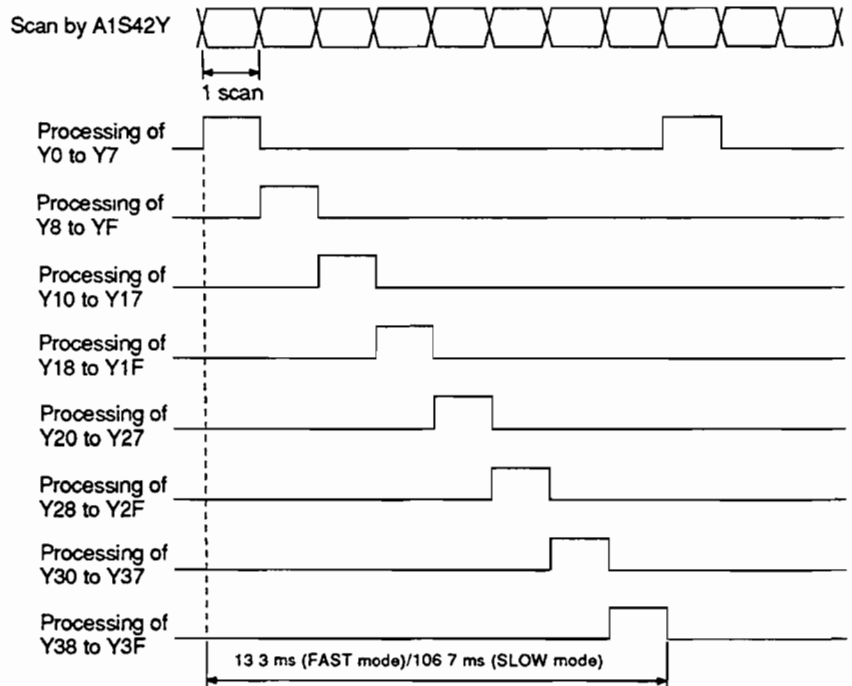 Scan by A1S42Y
1 scan
Processing of
Y0 to Y7
Processing of
Y8 to YF
Processing of
Y10 to Y17
Processing of
Y18 to Y1F
Processing of
Y20 to Y27
Processing of
Y28 to Y2F
Processing of
Y30 to Y37
Processing of
Y38 to Y3F
13 3 ms (FAST mode)/106 7 ms (SLOW mode)